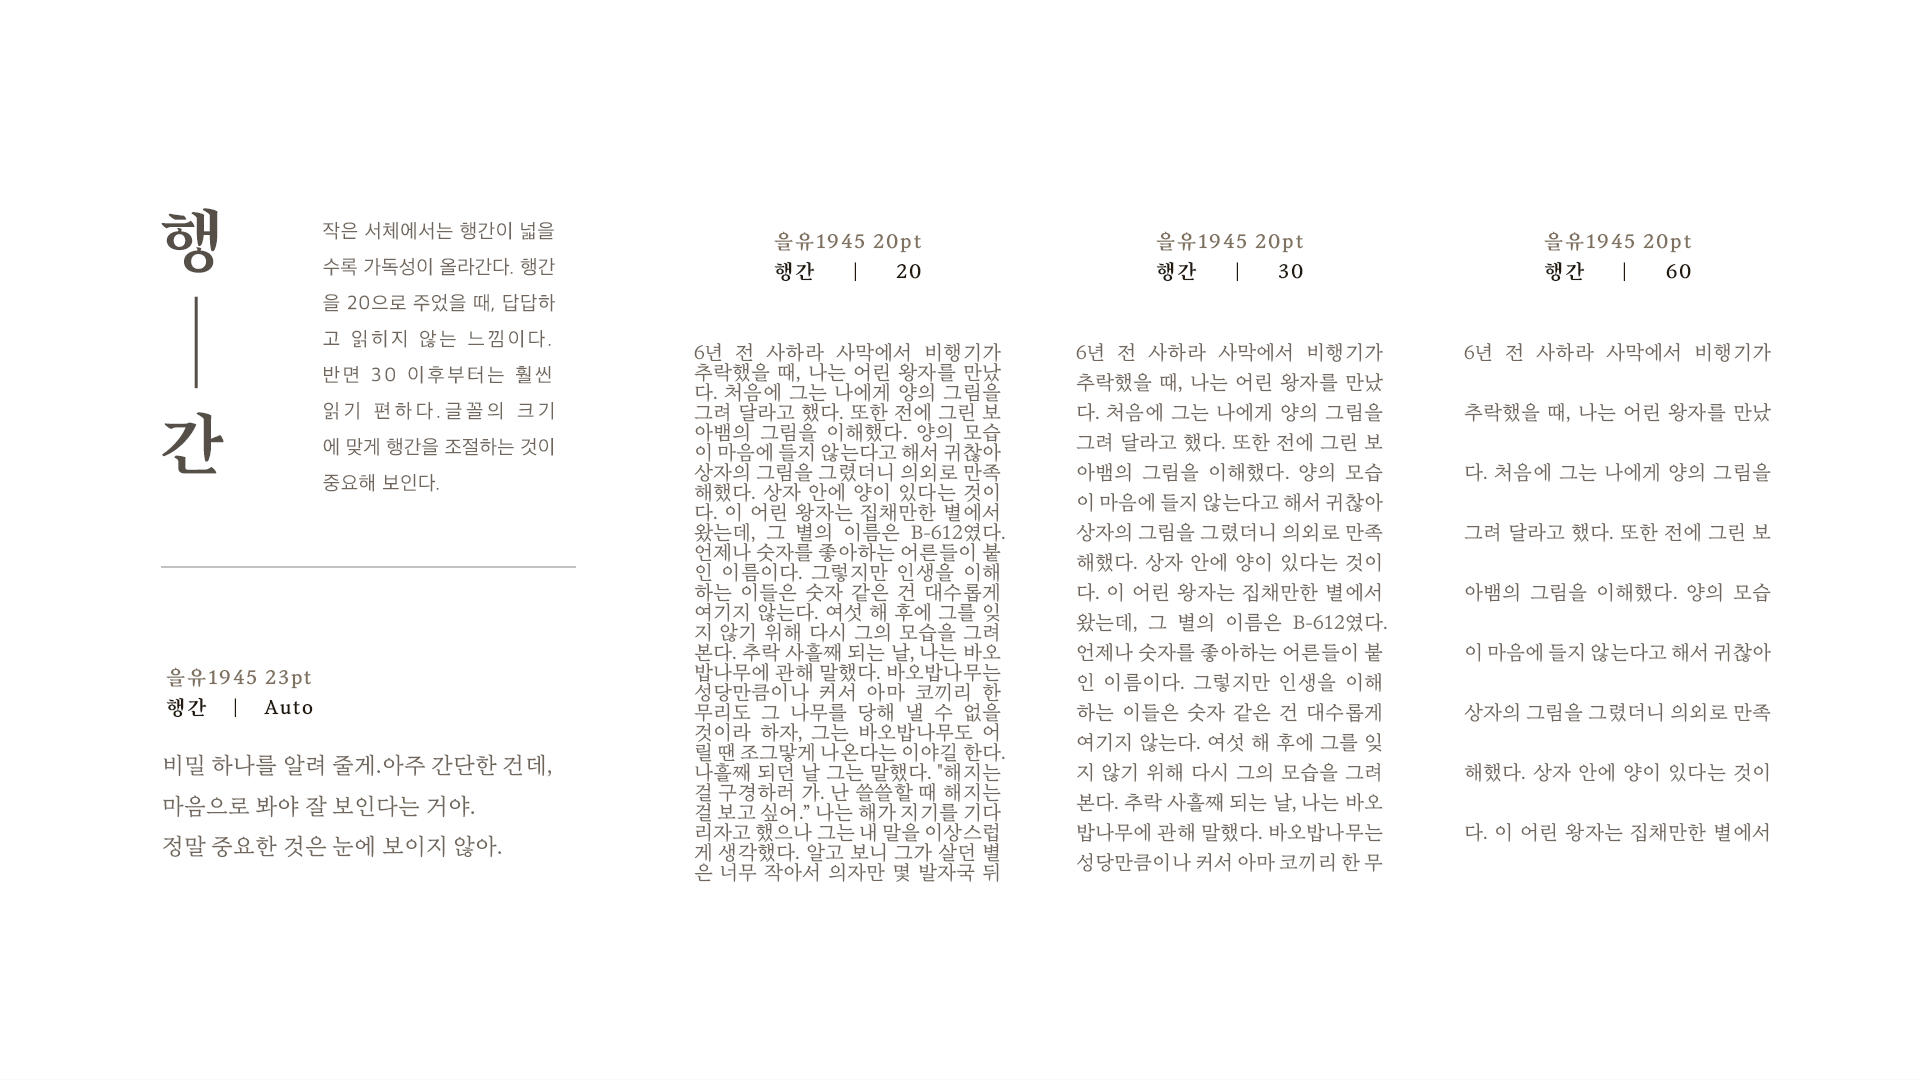 행
간
작은 서체에서는 행간이 넓을
수록 가독성이 올라간다. 행간
을 20으로 주었을 때, 답답하
고 읽히지 않는 느낌이다.
반면 30 이후부터는 훨씬
읽기 편하다.글꼴의 크기
에 맞게 행간을 조절하는 것이
중요해 보인다.
을유1945 23pt
행간 | Auto
비밀 하나를 알려 줄게.아주 간단한 건데,
마음으로 봐야 잘 보인다는 거야.
정말 중요한 것은 눈에 보이지 않아.
을유1945 20pt
행간 | 20
6년 전 사하라 사막에서 비행기가
추락했을 때, 나는 어린 왕자를 만났
다. 처음에 그는 나에게 양의 그림을
그려 달라고 했다. 또한 전에 그린 보
아뱀의 그림을 이해했다. 양의 모습
이 마음에 들지 않는다고 해서 귀찮아
상자의 그림을 그렸더니 의외로 만족
해했다. 상자 안에 양이 있다는 것이
다. 이 어린 왕자는 집채만한 별에서
왔는데, 그 별의 이름은 B-612였다.
언제나 숫자를 좋아하는 어른들이 붙
인 이름이다. 그렇지만 인생을 이해
하는 이들은 숫자 같은 건 대수롭게
여기지 않는다. 여섯 해 후에 그를 잊
지 않기 위해 다시 그의 모습을 그려
본다. 추락 사흘째 되는 날, 나는 바오
밥나무에 관해 말했다. 바오밥나무는
성당만큼이나 커서 아마 코끼리 한
무리도 그 나무를 당해 낼 수 없을
것이라 하자, 그는 바오밥나무도 어
릴 땐 조그맣게 나온다는 이야길 한다.
나흘째 되던 날 그는 말했다. "해지는
걸 구경하러 가. 난 쓸쓸할 때 해지는
걸 보고 싶어.” 나는 해가 지기를 기다
리자고 했으나 그는 내 말을 이상스럽
게 생각했다. 알고 보니 그가 살던 별
은 너무 작아서 의자만 몇 발자국 뒤
을유1945 20pt
행간 | 30
6년 전 사하라 사막에서 비행기가
추락했을 때, 나는 어린 왕자를 만났
다. 처음에 그는 나에게 양의 그림을
그려 달라고 했다. 또한 전에 그린 보
아뱀의 그림을 이해했다. 양의 모습
이 마음에 들지 않는다고 해서 귀찮아
상자의 그림을 그렸더니 의외로 만족
해했다. 상자 안에 양이 있다는 것이
다. 이 어린 왕자는 집채만한 별에서
왔는데, 그 별의 이름은 B-612였다.
언제나 숫자를 좋아하는 어른들이 붙
인 이름이다. 그렇지만 인생을 이해
하는 이들은 숫자 같은 건 대수롭게
여기지 않는다. 여섯 해 후에 그를 잊
지 않기 위해 다시 그의 모습을 그려
본다. 추락 사흘째 되는 날, 나는 바오
밥나무에 관해 말했다. 바오밥나무는
성당만큼이나 커서 아마 코끼리 한 무
을유1945 20pt
행간 | 60
6년 전 사하라 사막에서 비행기가
추락했을 때, 나는 어린 왕자를 만났
다. 처음에 그는 나에게 양의 그림을
그려 달라고 했다. 또한 전에 그린 보
아뱀의 그림을 이해했다. 양의 모습
이 마음에 들지 않는다고 해서 귀찮아
상자의 그림을 그렸더니 의외로 만족
해했다. 상자 안에 양이 있다는 것이
다. 이 어린 왕자는 집채만한 별에서